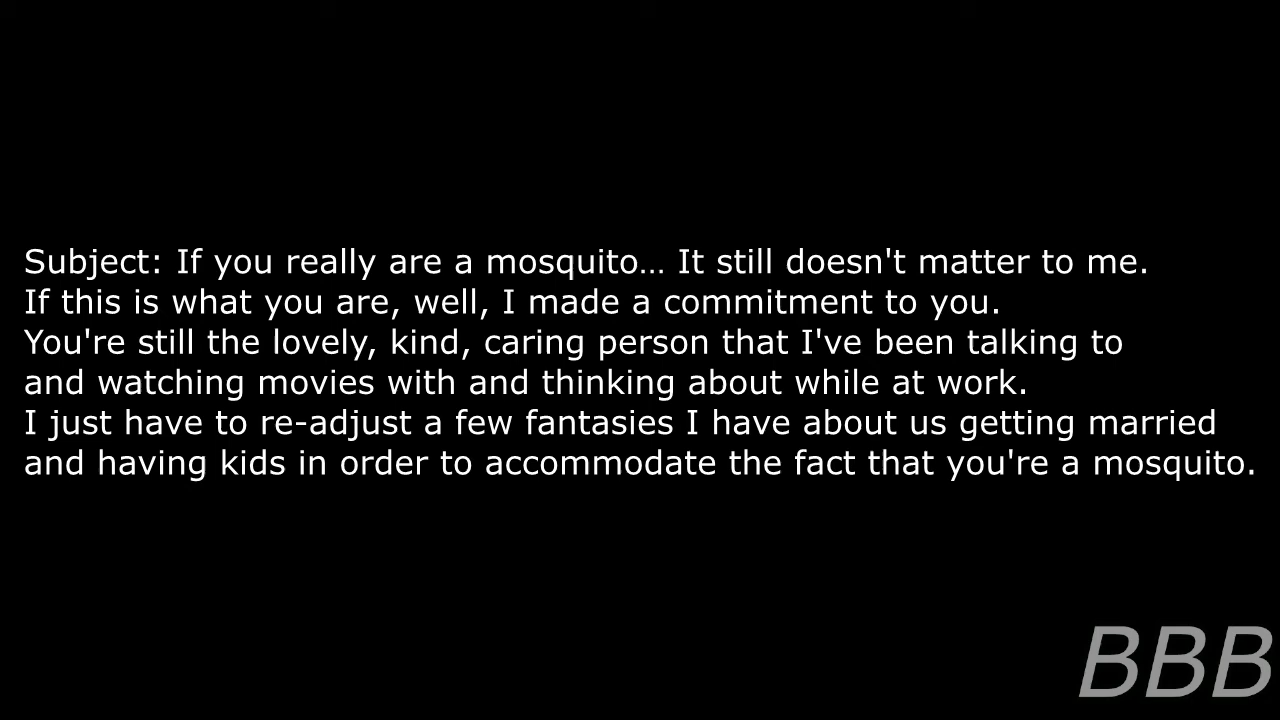 Subject: If you really are a mosquito… It still doesn't matter to me.
If this is what you are, well, I made a commitment to you.
You're still the lovely, kind, caring person that I've been talking to
and watching movies with and thinking about while at work.
I just have to re-adjust a few fantasies I have about us getting married
and having kids in order to accommodate the fact that you're a mosquito.
BBB